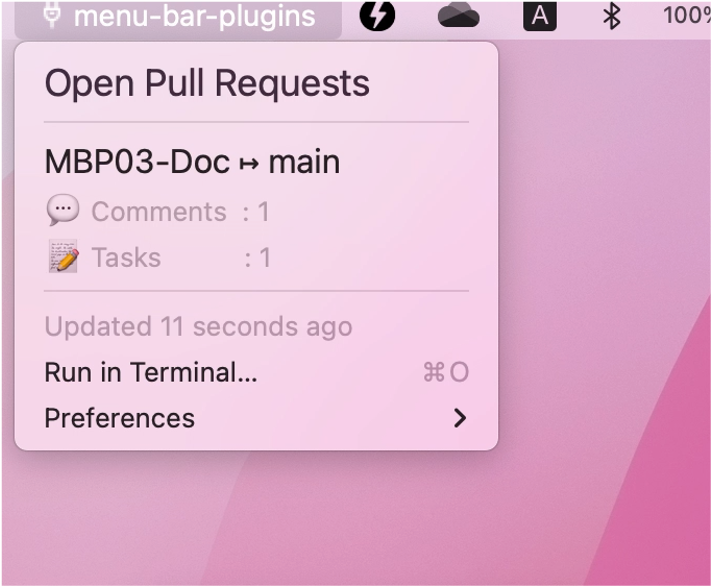 menu-bar-plugins A 100%
Open Pull Requests
MBP03-Doc ↦ main
💬 Comments : 1
📝 Tasks : 1
Updated 11 seconds ago
Run in Terminal... ⌘O
Preferences